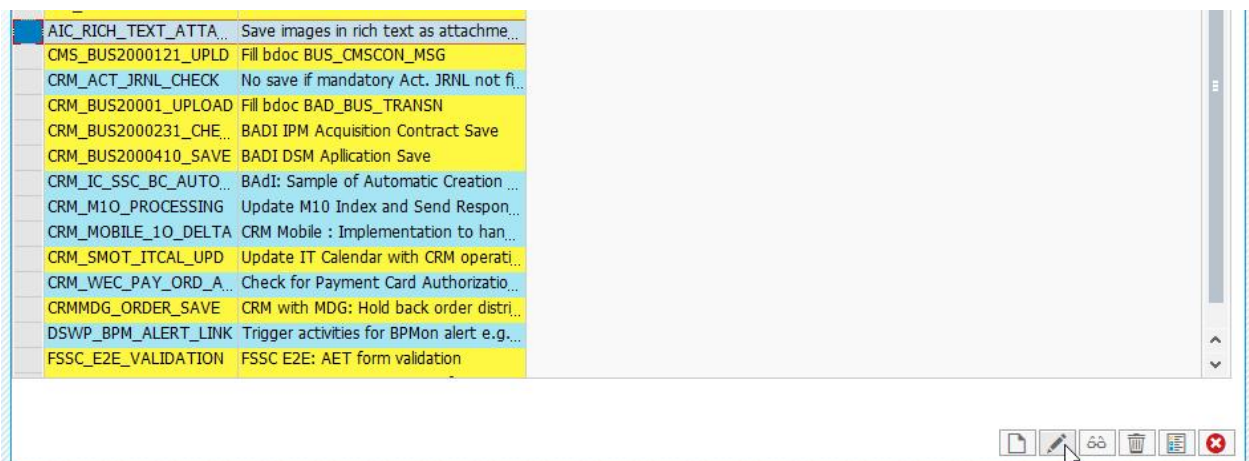 AIC_RICH_TEXT_ATTA... Save images in rich text as attachme...
CMS_BUS2000121_UPLD Fill bdoc BUS_CMSCON_MSG
CRM_ACT_JRNL_CHECK No save if mandatory Act. JRNL not fi...
CRM_BUS20001_UPLOAD Fill bdoc BAD_BUS_TRANSN
CRM_BUS2000231_CHE... BADI IPM Acquisition Contract Save
CRM_BUS2000410_SAVE BADI DSM Apllication Save
CRM_IC_SSC_BC_AUTO... BAdI: Sample of Automatic Creation ...
CRM_M1O_PROCESSING Update M10 Index and Send Respon...
CRM_MOBILE_1O_DELTA CRM Mobile : Implementation to han...
CRM_SMOT_ITCAL_UPD Update IT Calendar with CRM operati...
CRM_WEC_PAY_ORD_A... Check for Payment Card Authorizatio...
CRMMDG_ORDER_SAVE CRM with MDG: Hold back order distri...
DSWP_BPM_ALERT_LINK Trigger activities for BPMon alert e.g....
FSSC_E2E_VALIDATION FSSC E2E: AET form validation